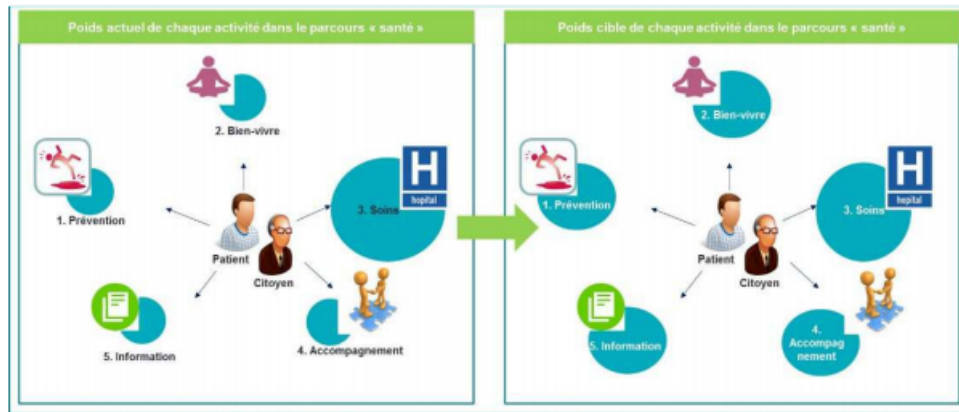 Poids actuel de chaque activité dans le parcours « santé »
2. Bien-vivre
H
hopital
1. Prévention
3. Soins
Patient
Citoyen
5. Information
4. Accompagnement
Poids cible de chaque activité dans le parcours « santé »
2. Bien-vivre
H
hopital
1. Prévention
3. Soins
Patient
Citoyen
5. Information
4.
Accompag
nement